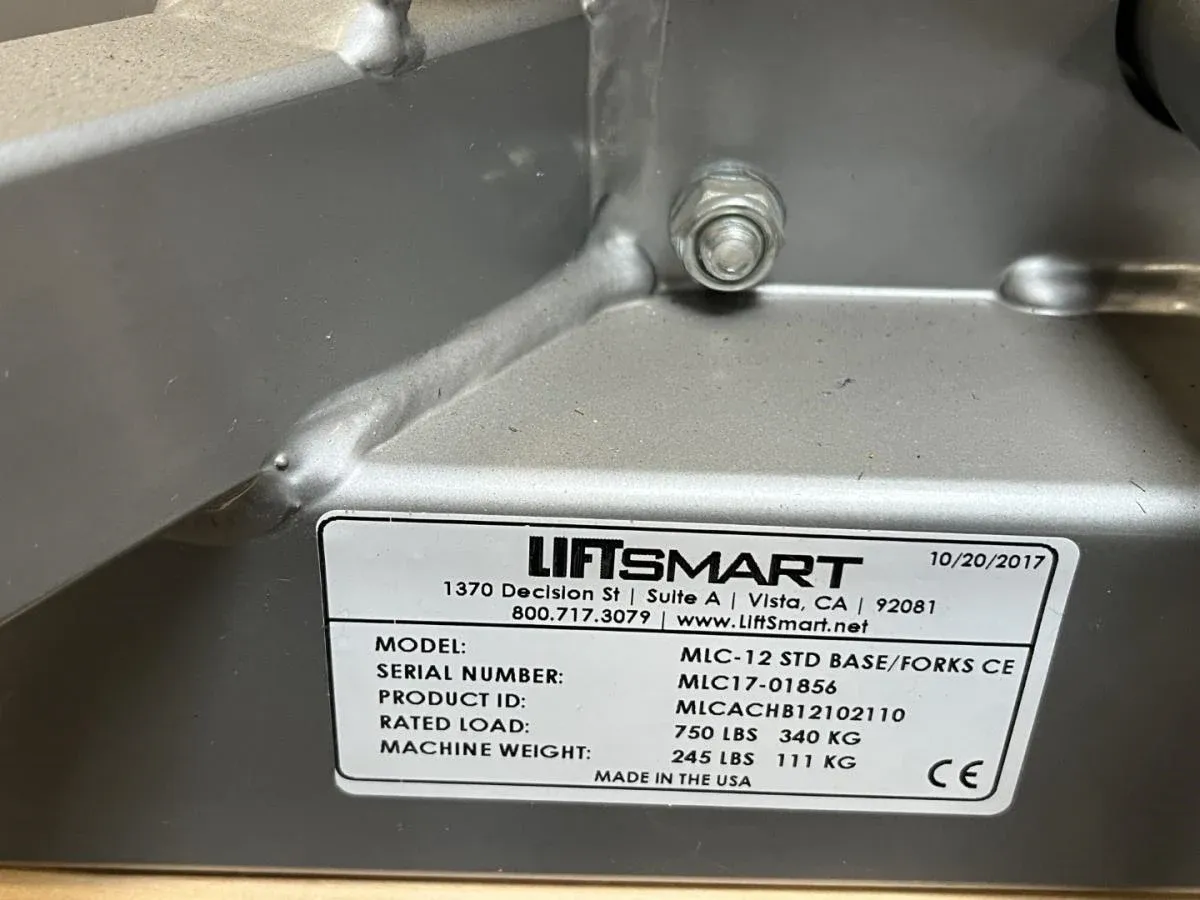 LIFTSMART 10/20/2017
1370 Decision St | Suite A | Vista, CA | 92081
800.717.3079 | www.LiftSmart.net
MODEL: MLC-12 STD BASE/FORKS CE
SERIAL NUMBER: MLC17-01856
PRODUCT ID: MLCACHB12102110
RATED LOAD: 750 LBS 340 KG
MACHINE WEIGHT: 245 LBS 111 KG
MADE IN THE USA CE